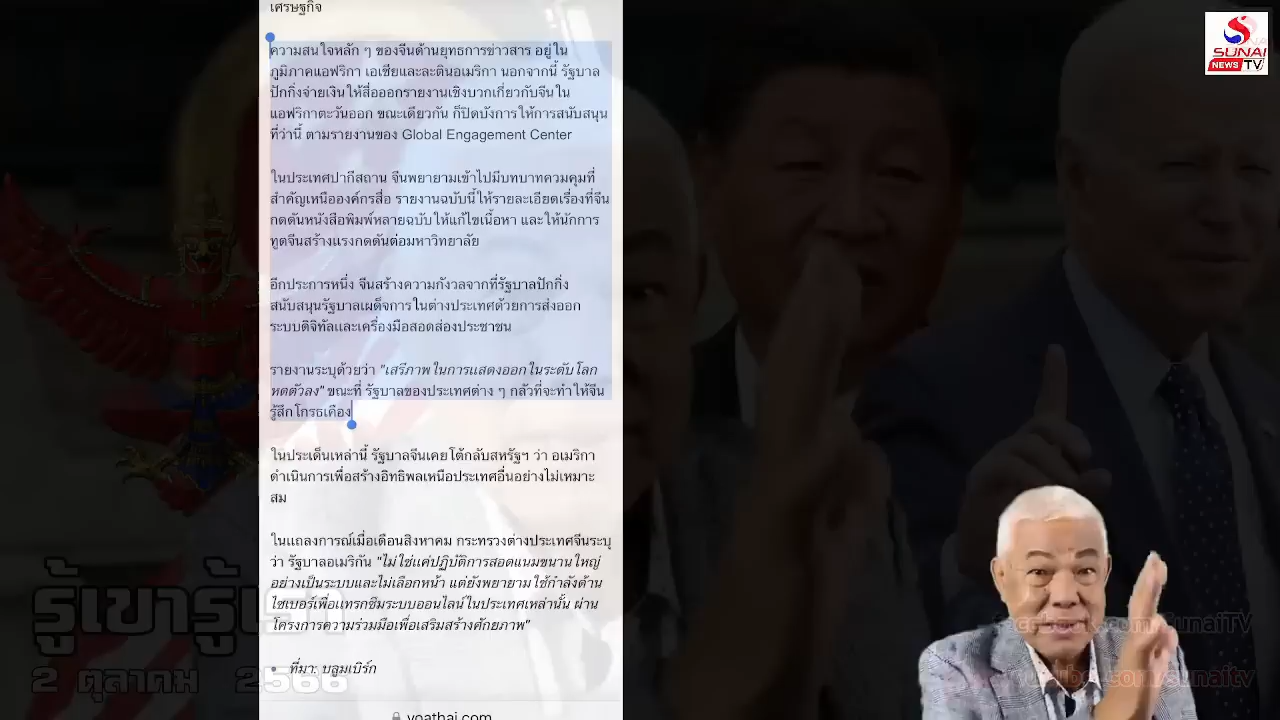 เศรษฐกิจ
ความสนใจหลัก ๆ ของจีนด้านยุทธการข่าวสาร อยู่ใน
ภูมิภาคแอฟริกา เอเชียและละตินอเมริกา นอกจากนี้ รัฐบาล
ปักกิ่งจ่ายเงินให้สื่อออกรายงานเชิงบวกเกี่ยวกับจีนใน
แอฟริกาตะวันออก ขณะเดียวกัน ก็ปิดบังการให้การสนับสนุน
ที่ว่านี้ ตามรายงานของ Global Engagement Center
ในประเทศปากีสถาน จีนพยายามเข้าไปมีบทบาทควมคุมที่
สำคัญเหนือองค์กรสื่อ รายงานฉบับนี้ให้รายละเอียดเรื่องที่จีน
กดดันหนังสือพิมพ์หลายฉบับให้แก้ไขเนื้อหา และให้นักการ
ทูตจีนสร้างแรงกดดันต่อมหาวิทยาลัย
อีกประการหนึ่ง จีนสร้างความกังวลจากที่รัฐบาลปักกิ่ง
สนับสนุนรัฐบาลเผด็จการในต่างประเทศด้วยการส่งออก
ระบบดิจิทัลและเครื่องมือสอดส่องประชาชน
รายงานระบุด้วยว่า "เสรีภาพในการแสดงออกในระดับโลก
หดตัวลง" ขณะที่ รัฐบาลของประเทศต่าง ๆ กลัวที่จะทำให้จีน
รู้สึกโกรธเคือง
ในประเด็นเหล่านี้ รัฐบาลจีนเคยโต้กลับสหรัฐฯ ว่า อเมริกา
ดำเนินการเพื่อสร้างอิทธิพลเหนือประเทศอื่นอย่างไม่เหมาะ
สม
ในแถลงการณ์เมื่อเดือนสิงหาคม กระทรวงต่างประเทศจีนระบุ
ว่า รัฐบาลอเมริกัน "ไม่ใช่แค่ปฏิบัติการสอดแนมขนานใหญ่
อย่างเป็นระบบและไม่เลือกหน้า แต่ยังพยายามใช้กำลังด้าน
ไซเบอร์เพื่อแทรกซึมระบบออนไลน์ในประเทศเหล่านั้น ผ่าน
โครงการความร่วมมือเพื่อเสริมสร้างศักยภาพ"
• ที่มา: บลูมเบิร์ก
voathai.com
SUNAI
NEWS TV
รู้เขารู้เรา
2 ตุลาคม 2566
facebook.com/SunaiTV
youtube.com/sunaitv